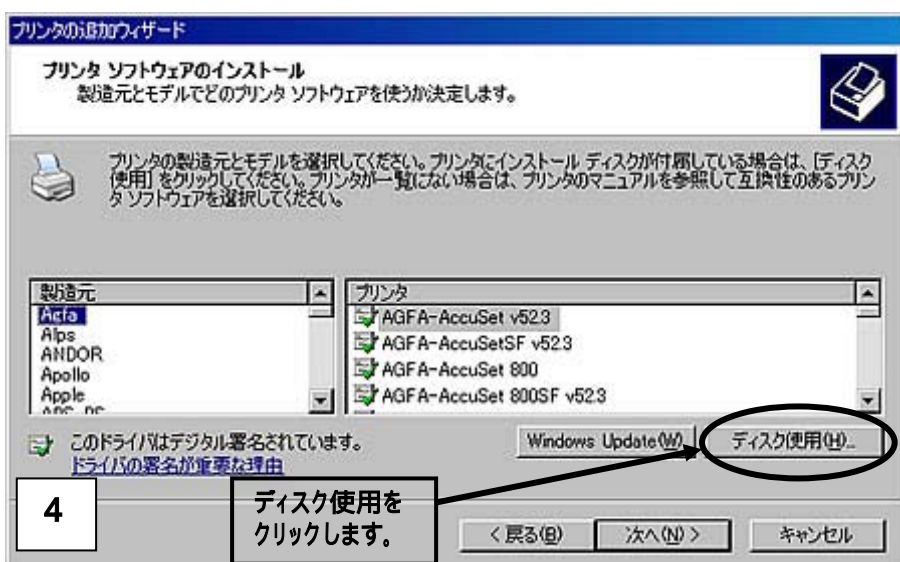 プリンタの追加ウィザード
プリンタ ソフトウェアのインストール
製造元とモデルでどのプリンタ ソフトウェアを使うか決定します。
プリンタの製造元とモデルを選択してください。プリンタにインストール ディスクが付属している場合は、[ディスク
使用] をクリックしてください。プリンタが一覧にない場合は、プリンタのマニュアルを参照して互換性のあるプリン
タ ソフトウェアを選択してください。
製造元
Agfa
Alps
ANDOR
Apollo
Apple
プリンタ
AGFA-AccuSet v52.3
AGFA-AccuSetSF v52.3
AGFA-AccuSet 800
AGFA-AccuSet 800SF v52.3
このドライバはデジタル署名されています。
ドライバの署名が重要な理由
Windows Update(W)
ディスク使用(H)...
4
ディスク使用を
クリックします。
< 戻る(B)
次へ(N) >
キャンセル